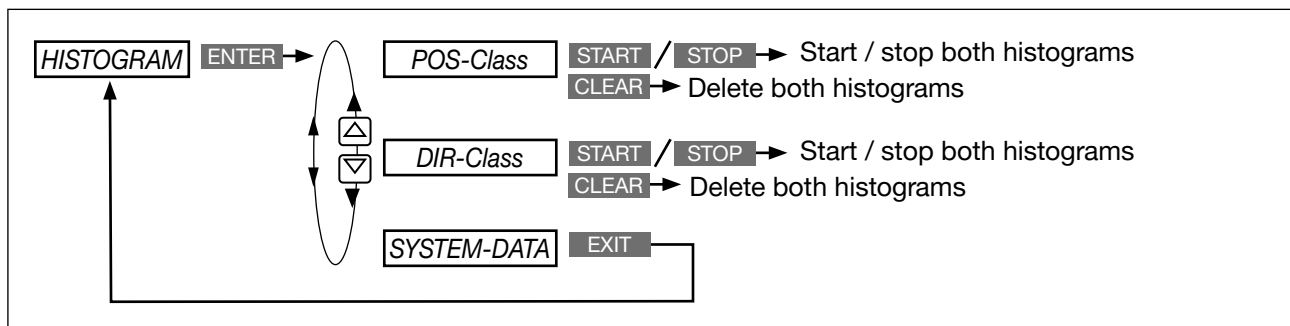 HISTOGRAM ENTER POS-Class START / STOP Start / stop both histograms
CLEAR Delete both histograms
DIR-Class START / STOP Start / stop both histograms
CLEAR Delete both histograms
SYSTEM-DATA EXIT